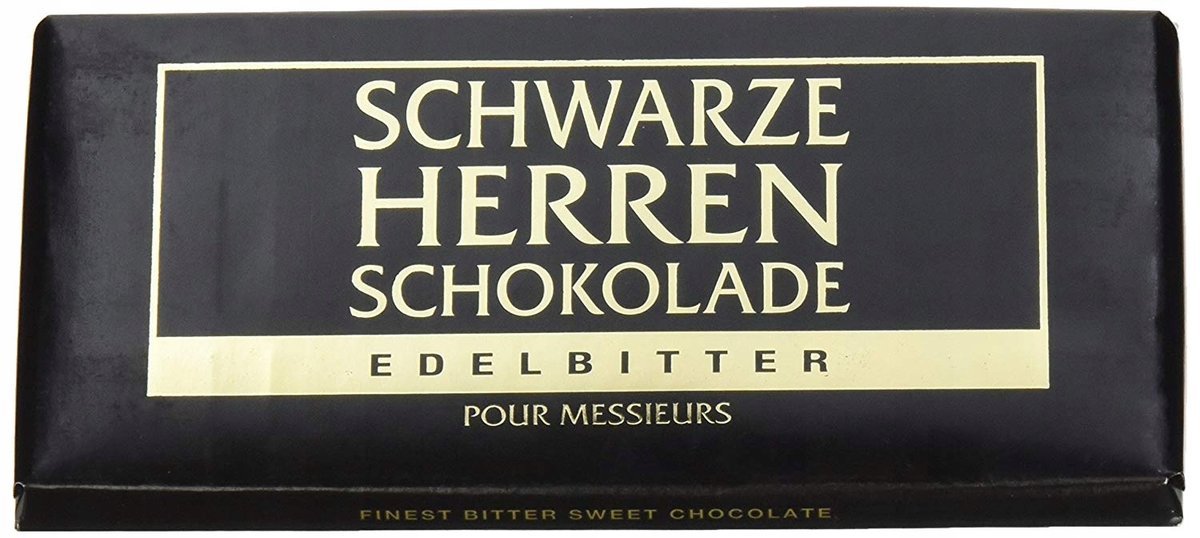 SCHWARZE
HERREN
SCHOKOLADE
EDELBITTER
POUR MESSIEURS
FINEST BITTER SWEET CHOCOLATE